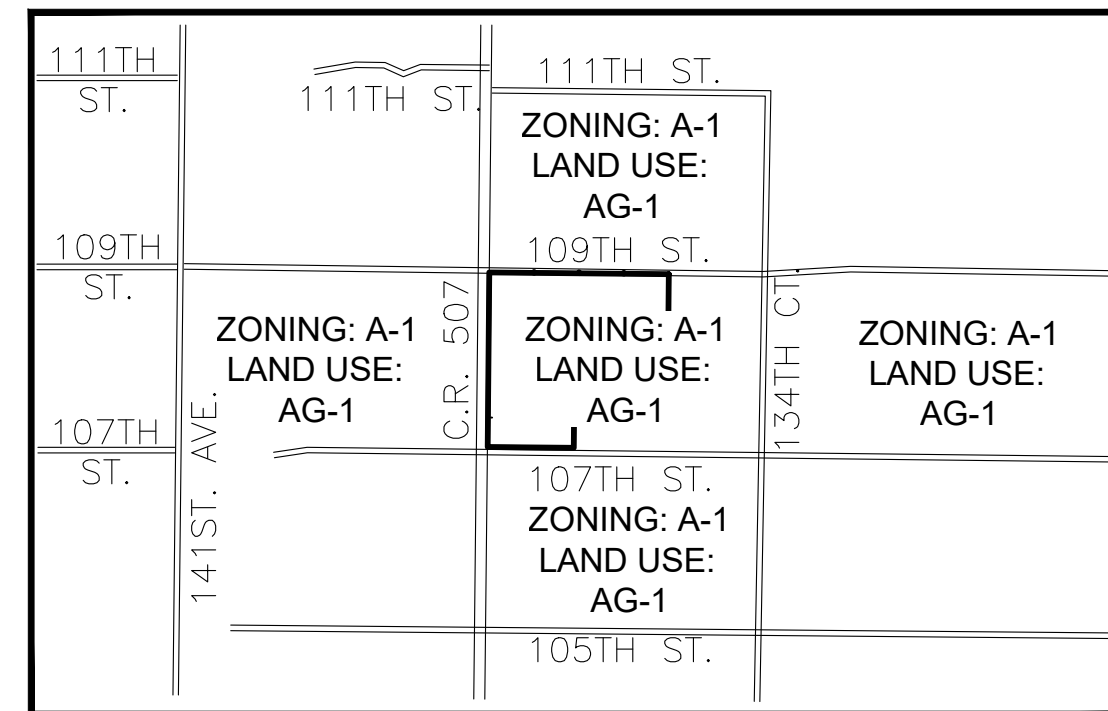 111TH
ST.
111TH ST.
111TH ST.
ZONING: A-1
LAND USE:
AG-1
109TH
ST.
109TH ST.
ZONING: A-1
LAND USE:
AG-1
C.R. 507
ZONING: A-1
LAND USE:
AG-1
134TH CT.
ZONING: A-1
LAND USE:
AG-1
107TH
ST.
141ST. AVE.
107TH ST.
ZONING: A-1
LAND USE:
AG-1
105TH ST.